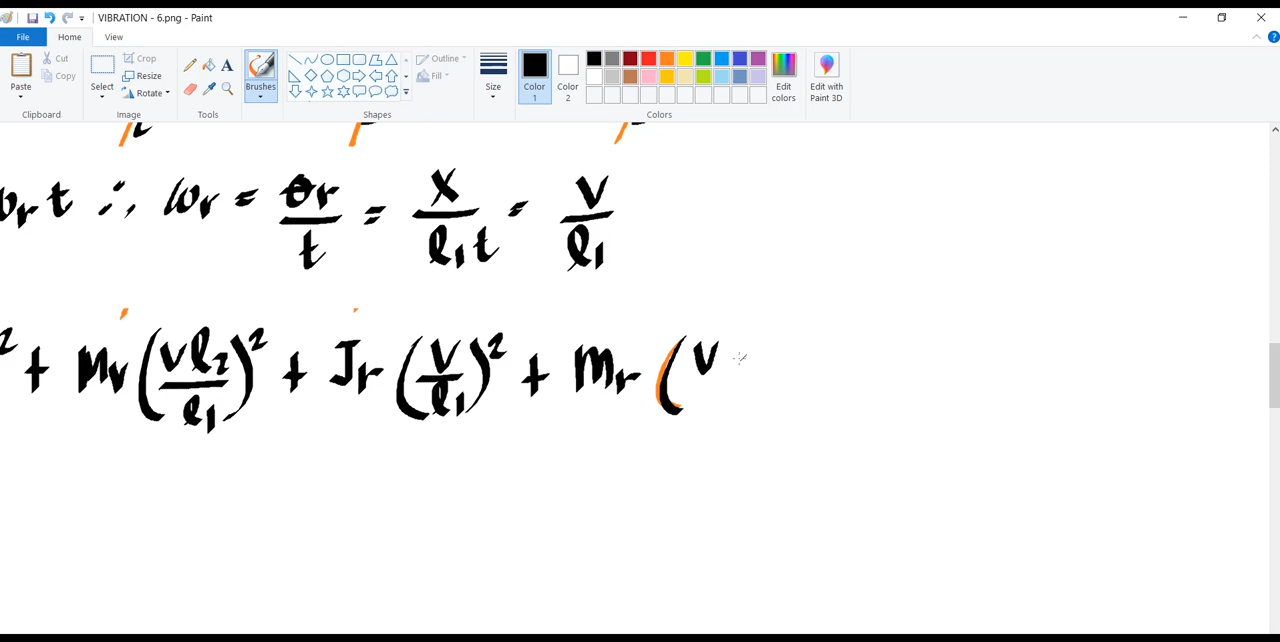 VIBRATION - 6.png - Paint
File Home View
Cut
Copy
Paste
Clipboard
Crop
Resize
Rotate
Select
Image
Tools
Brushes
Outline
Fill
Shapes
Size
Color 1
Color 2
Edit colors
Colors
Edit with Paint 3D
ωr t ∴ ωr = θr/t = x/(ℓ1 t) = v/ℓ1
2 + mv (vℓ2/ℓ1)² + Jr (v/ℓ1)² + mr (v